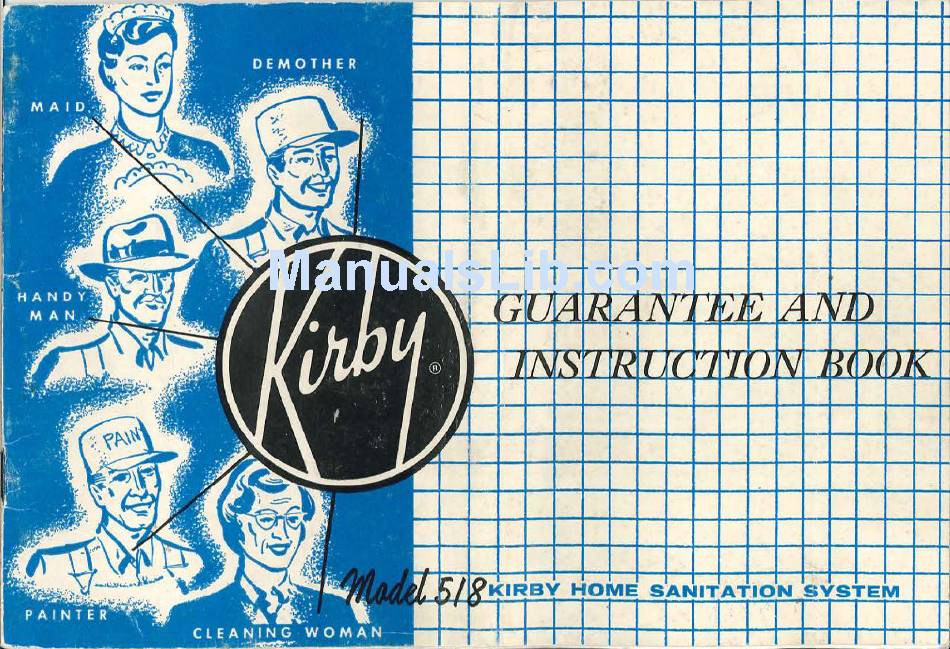 DEMOTHER
MAID
HANDY
MAN
PAIN
PAINTER
CLEANING WOMAN
Kirby
®
ManualsLib.com
GUARANTEE AND
INSTRUCTION BOOK
Model 518
KIRBY HOME SANITATION SYSTEM